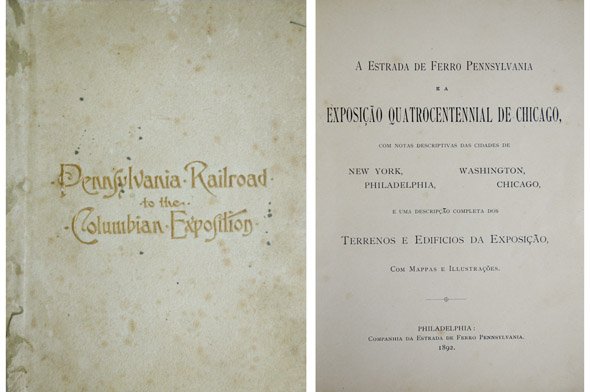 Pennsylvania · Railroad
· to the ·
· Columbian · Exposition ·
A Estrada de Ferro Pennsylvania
E A
EXPOSIÇÃO QUATROCENTENNIAL DE CHICAGO,
COM NOTAS DESCRIPTIVAS DAS CIDADES DE
NEW YORK, WASHINGTON,
PHILADELPHIA, CHICAGO,
E UMA DESCRIPÇÃO COMPLETA DOS
Terrenos e Edificios da Exposição,
Com Mappas e Illustrações.
PHILADELPHIA:
Companhia da Estrada de Ferro Pennsylvania.
1892.